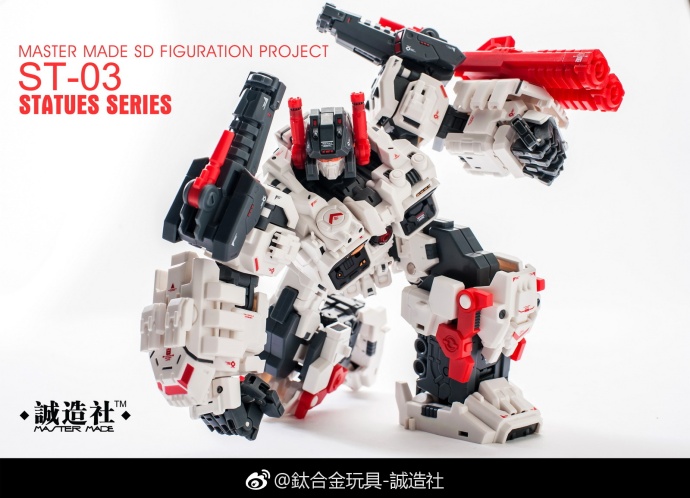 MASTER MADE SD FIGURATION PROJECT
ST-03
STATUES SERIES
誠造社™
MASTER MADE
@鈦合金玩具-誠造社